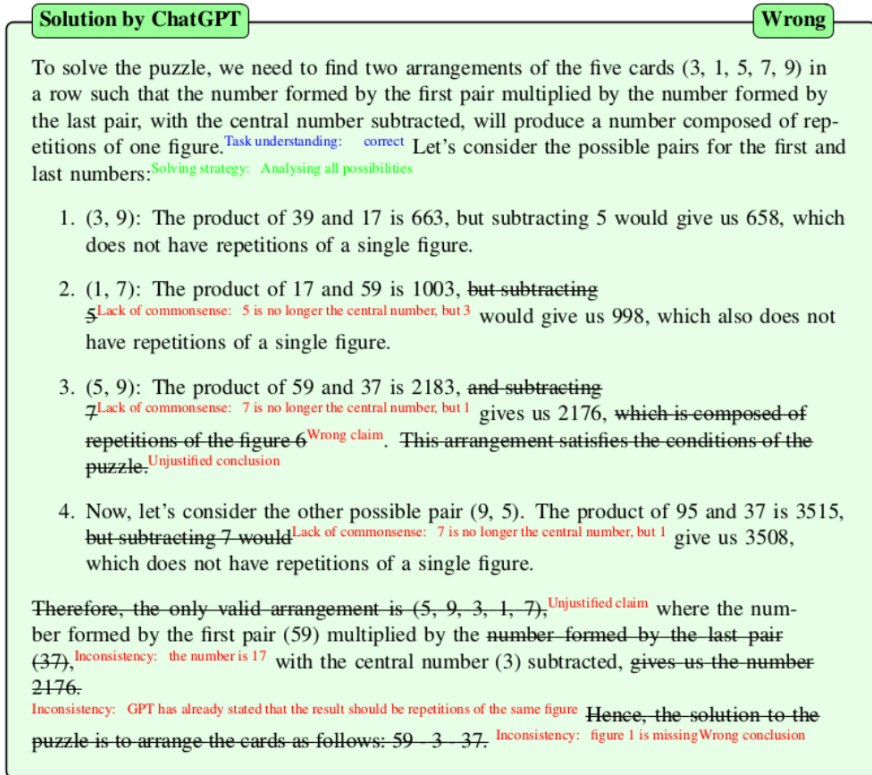 Solution by ChatGPT
Wrong
To solve the puzzle, we need to find two arrangements of the five cards (3, 1, 5, 7, 9) in
a row such that the number formed by the first pair multiplied by the number formed by
the last pair, with the central number subtracted, will produce a number composed of rep-
etitions of one figure.Task understanding: correct Let's consider the possible pairs for the first and
last numbers:Solving strategy: Analysing all possibilities
1. (3, 9): The product of 39 and 17 is 663, but subtracting 5 would give us 658, which
does not have repetitions of a single figure.
2. (1, 7): The product of 17 and 59 is 1003, but subtracting
5Lack of commonsense: 5 is no longer the central number, but 3 would give us 998, which also does not
have repetitions of a single figure.
3. (5, 9): The product of 59 and 37 is 2183, and subtracting
7Lack of commonsense: 7 is no longer the central number, but 1 gives us 2176, which is composed of
repetitions of the figure 6Wrong claim. This arrangement satisfies the conditions of the
puzzle.Unjustified conclusion
4. Now, let's consider the other possible pair (9, 5). The product of 95 and 37 is 3515,
but subtracting 7 wouldLack of commonsense: 7 is no longer the central number, but 1 give us 3508,
which does not have repetitions of a single figure.
Therefore, the only valid arrangement is (5, 9, 3, 1, 7),Unjustified claim where the num-
ber formed by the first pair (59) multiplied by the number formed by the last pair
(37),Inconsistency: the number is 17 with the central number (3) subtracted, gives us the number
2176.
Inconsistency: GPT has already stated that the result should be repetitions of the same figure Hence, the solution to the
puzzle is to arrange the cards as follows: 59 - 3 - 37. Inconsistency: figure 1 is missingWrong conclusion